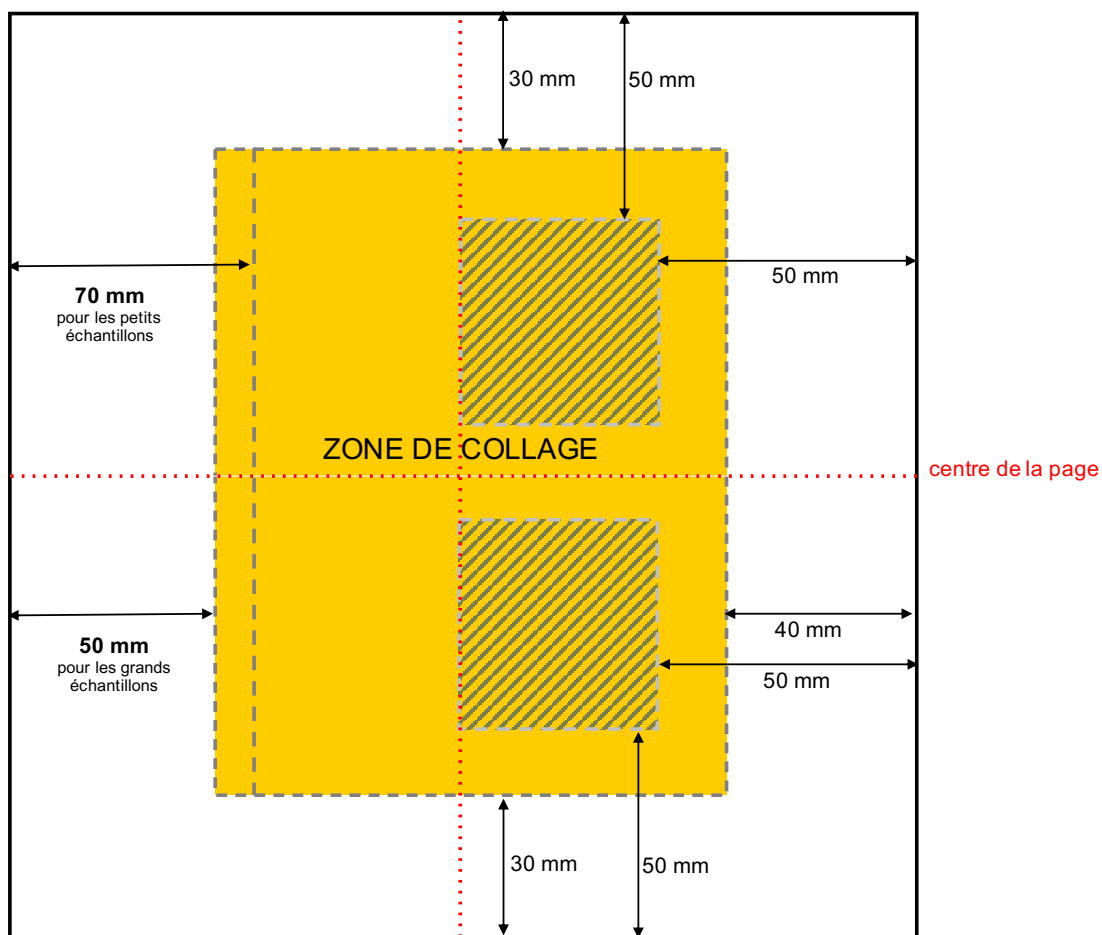 30 mm
50 mm
50 mm
70 mm
pour les petits
échantillons
ZONE DE COLLAGE
centre de la page
50 mm
pour les grands
échantillons
40 mm
50 mm
30 mm
50 mm